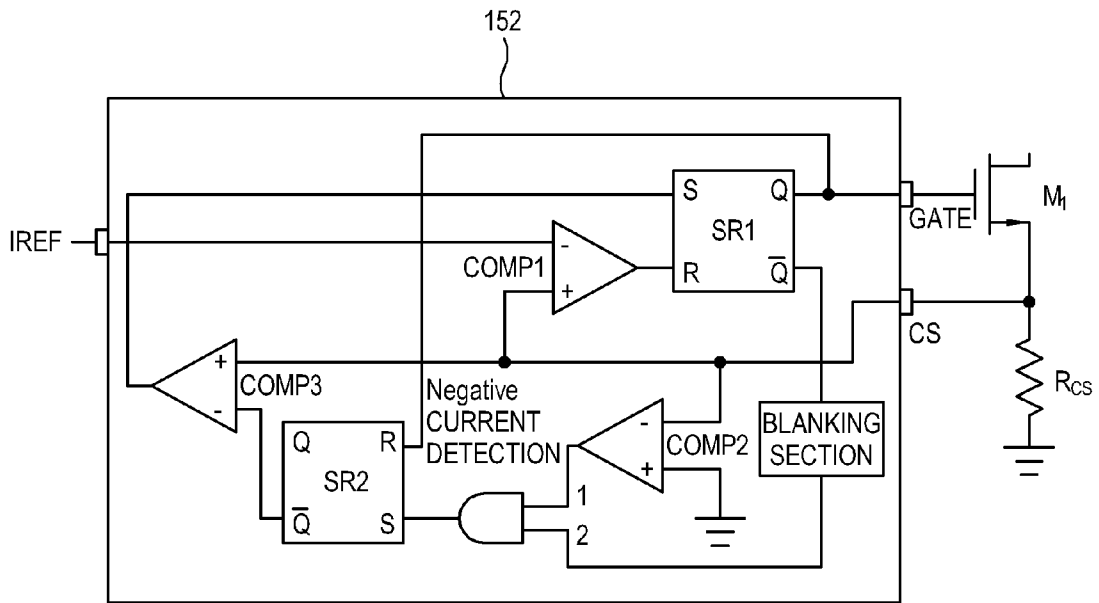 152
IREF
S
Q
SR1
R
Q̅
COMP1
-
+
GATE
M1
CS
RCS
+
-
COMP3
Negative
CURRENT
DETECTION
-
+
COMP2
BLANKING
SECTION
Q
R
SR2
Q̅
S
1
2